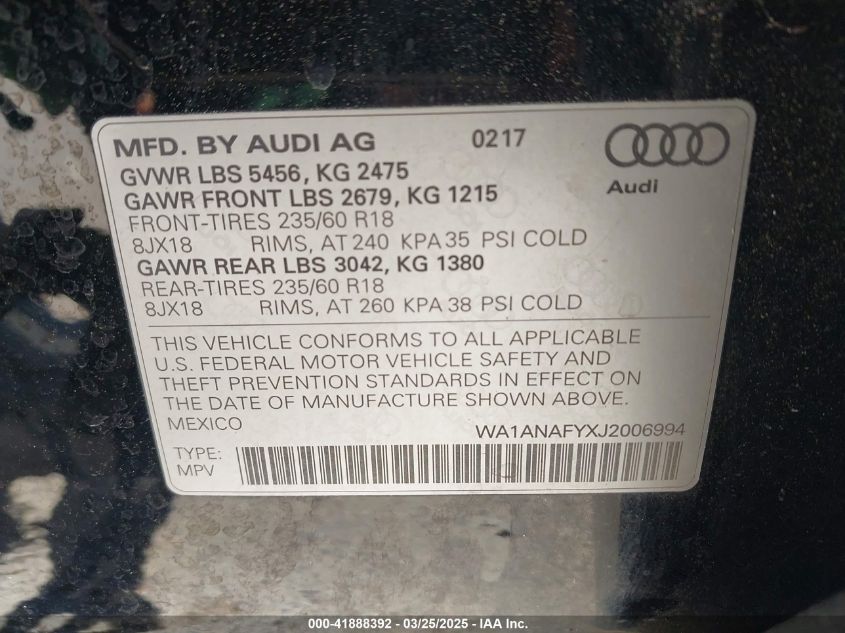 MFD. BY AUDI AG 0217
Audi
GVWR LBS 5456, KG 2475
GAWR FRONT LBS 2679, KG 1215
FRONT-TIRES 235/60 R18
8JX18 RIMS, AT 240 KPA 35 PSI COLD
GAWR REAR LBS 3042, KG 1380
REAR-TIRES 235/60 R18
8JX18 RIMS, AT 260 KPA 38 PSI COLD
THIS VEHICLE CONFORMS TO ALL APPLICABLE
U.S. FEDERAL MOTOR VEHICLE SAFETY AND
THEFT PREVENTION STANDARDS IN EFFECT ON
THE DATE OF MANUFACTURE SHOWN ABOVE.
MEXICO WA1ANAFYXJ2006994
TYPE:
MPV
000-41888392 - 03/25/2025 - IAA Inc.